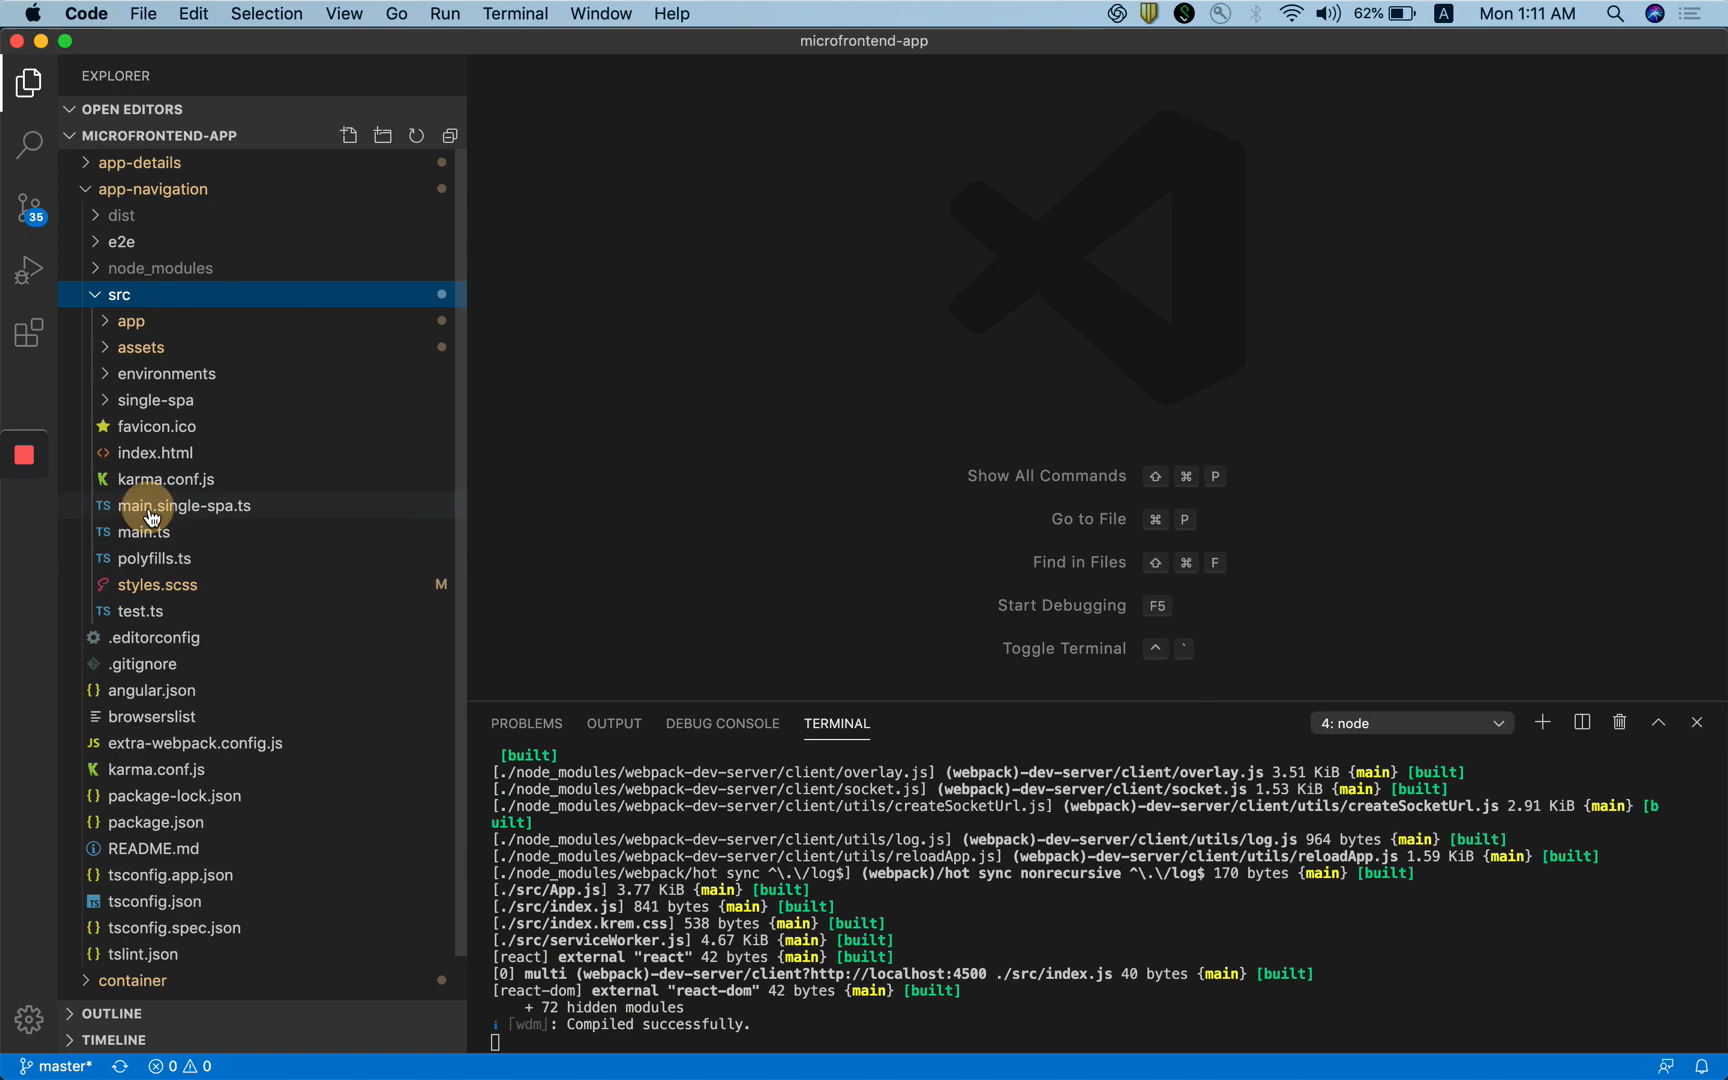 Code File Edit Selection View Go Run Terminal Window Help 62% A Mon 1:11 AM
microfrontend-app
EXPLORER
OPEN EDITORS
MICROFRONTEND-APP
app-details
app-navigation
dist
35
e2e
node_modules
src
app
assets
environments
single-spa
favicon.ico
index.html
karma.conf.js
TS main.single-spa.ts
TS main.ts
TS polyfills.ts
styles.scss M
TS test.ts
.editorconfig
.gitignore
{} angular.json
browserslist
JS extra-webpack.config.js
karma.conf.js
{} package-lock.json
{} package.json
README.md
{} tsconfig.app.json
TS tsconfig.json
{} tsconfig.spec.json
{} tslint.json
container
OUTLINE
TIMELINE
Show All Commands ⇧ ⌘ P
Go to File ⌘ P
Find in Files ⇧ ⌘ F
Start Debugging F5
Toggle Terminal ^ `
PROBLEMS OUTPUT DEBUG CONSOLE TERMINAL 4: node
[built]
[./node_modules/webpack-dev-server/client/overlay.js] (webpack)-dev-server/client/overlay.js 3.51 KiB {main} [built]
[./node_modules/webpack-dev-server/client/socket.js] (webpack)-dev-server/client/socket.js 1.53 KiB {main} [built]
[./node_modules/webpack-dev-server/client/utils/createSocketUrl.js] (webpack)-dev-server/client/utils/createSocketUrl.js 2.91 KiB {main} [b
uilt]
[./node_modules/webpack-dev-server/client/utils/log.js] (webpack)-dev-server/client/utils/log.js 964 bytes {main} [built]
[./node_modules/webpack-dev-server/client/utils/reloadApp.js] (webpack)-dev-server/client/utils/reloadApp.js 1.59 KiB {main} [built]
[./node_modules/webpack/hot sync ^\.\/log$] (webpack)/hot sync nonrecursive ^\.\/log$ 170 bytes {main} [built]
[./src/App.js] 3.77 KiB {main} [built]
[./src/index.js] 841 bytes {main} [built]
[./src/index.krem.css] 538 bytes {main} [built]
[./src/serviceWorker.js] 4.67 KiB {main} [built]
[react] external "react" 42 bytes {main} [built]
[0] multi (webpack)-dev-server/client?http://localhost:4500 ./src/index.js 40 bytes {main} [built]
[react-dom] external "react-dom" 42 bytes {main} [built]
+ 72 hidden modules
i ｢wdm｣: Compiled successfully.
master* 0 0